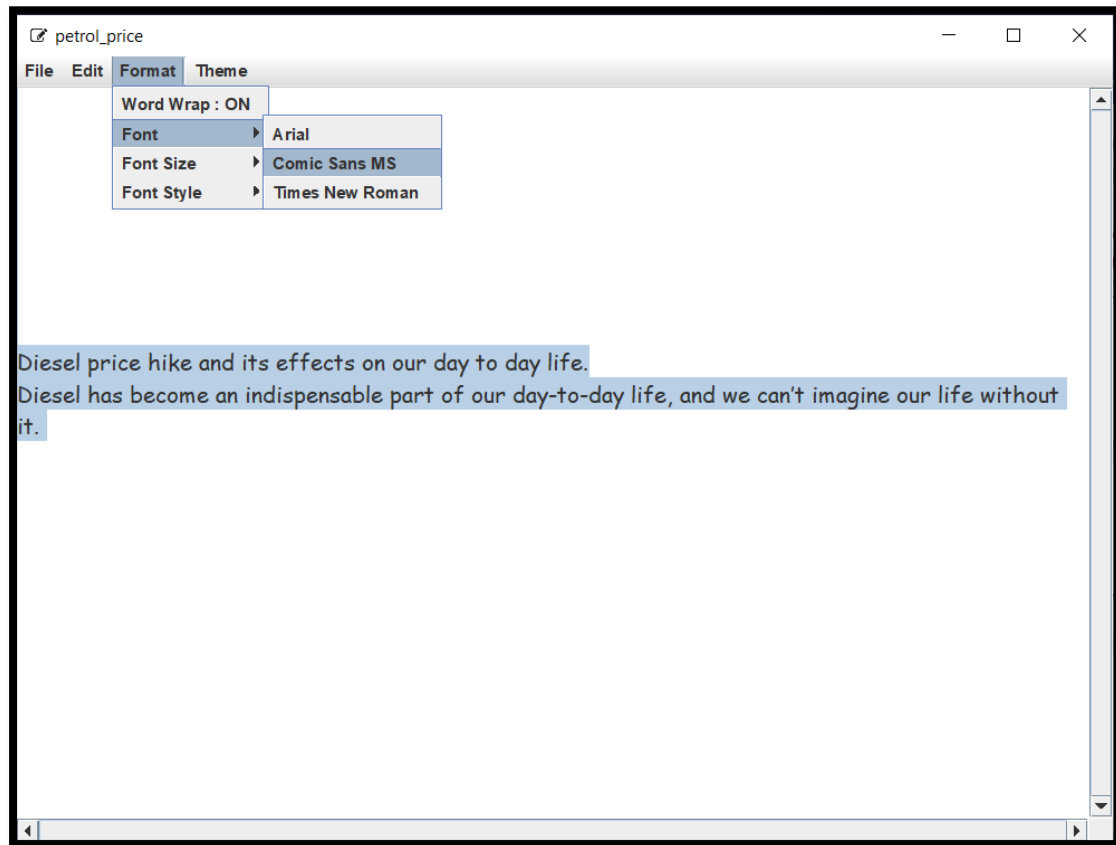 petrol_price
File Edit Format Theme
Word Wrap : ON
Font
Arial
Font Size
Comic Sans MS
Font Style
Times New Roman
Diesel price hike and its effects on our day to day life.
Diesel has become an indispensable part of our day-to-day life, and we can't imagine our life without
it.